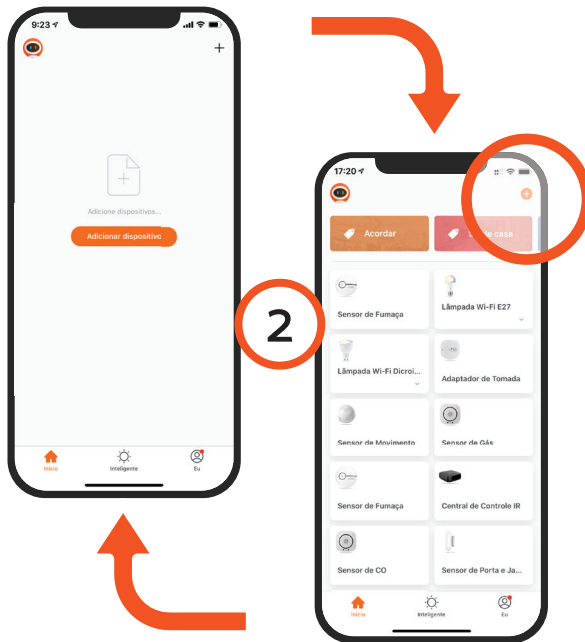 9:23
Adicione dispositivos...
Adicionar dispositivo
Início
Inteligente
Eu
2
17:20
Acordar
de casa
Sensor de Fumaça
Lâmpada Wi-Fi E27
Lâmpada Wi-Fi Dicroi...
Adaptador de Tomada
Sensor de Movimento
Sensor de Gás
Sensor de Fumaça
Central de Controle IR
Sensor de CO
Sensor de Porta e Ja...
Início
Inteligente
Eu